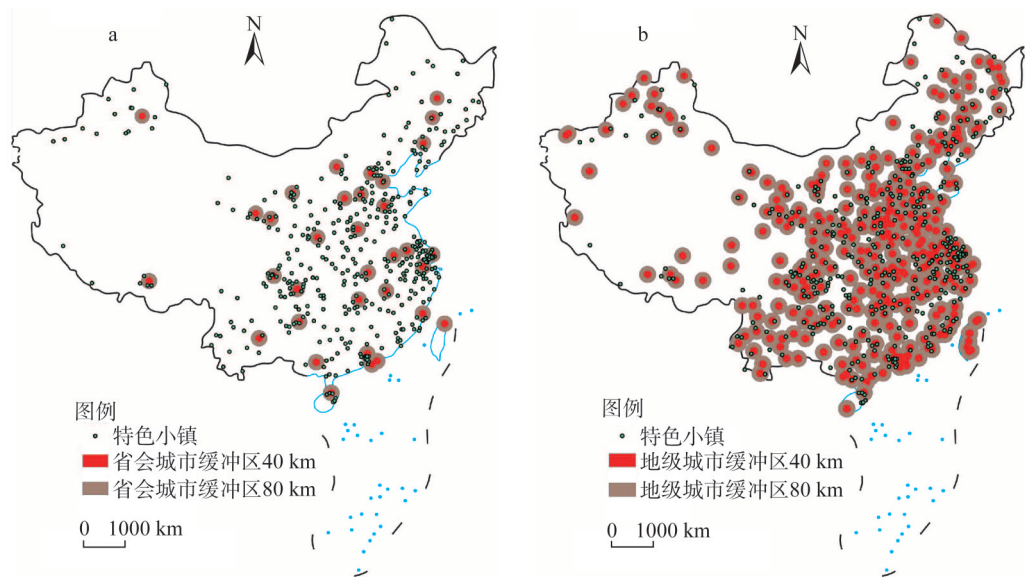 a
N
图例
特色小镇
省会城市缓冲区40 km
省会城市缓冲区80 km
0 1000 km
b
N
图例
特色小镇
地级城市缓冲区40 km
地级城市缓冲区80 km
0 1000 km